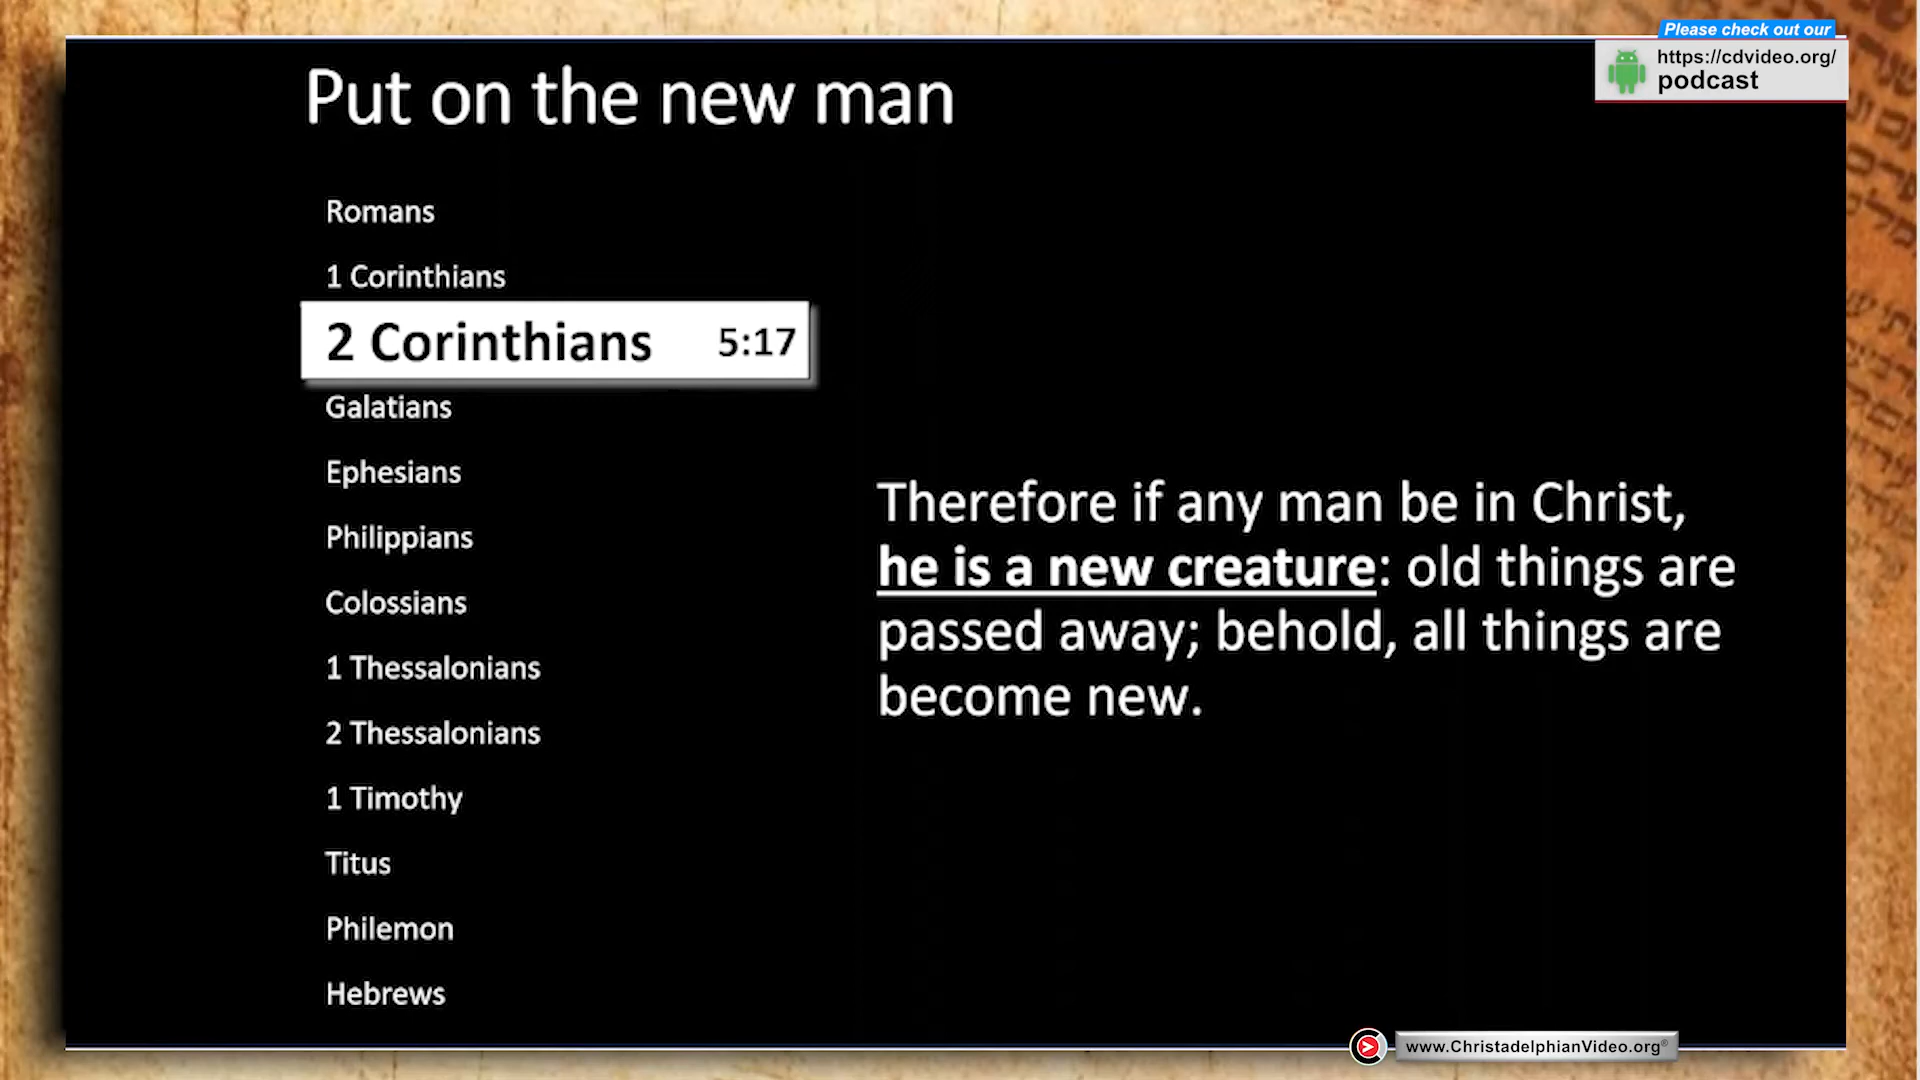 Please check out our
https://cdvideo.org/
podcast
Put on the new man
Romans
1 Corinthians
2 Corinthians 5:17
Galatians
Ephesians
Philippians
Colossians
1 Thessalonians
2 Thessalonians
1 Timothy
Titus
Philemon
Hebrews
Therefore if any man be in Christ,
he is a new creature: old things are
passed away; behold, all things are
become new.
www.ChristadelphianVideo.org®